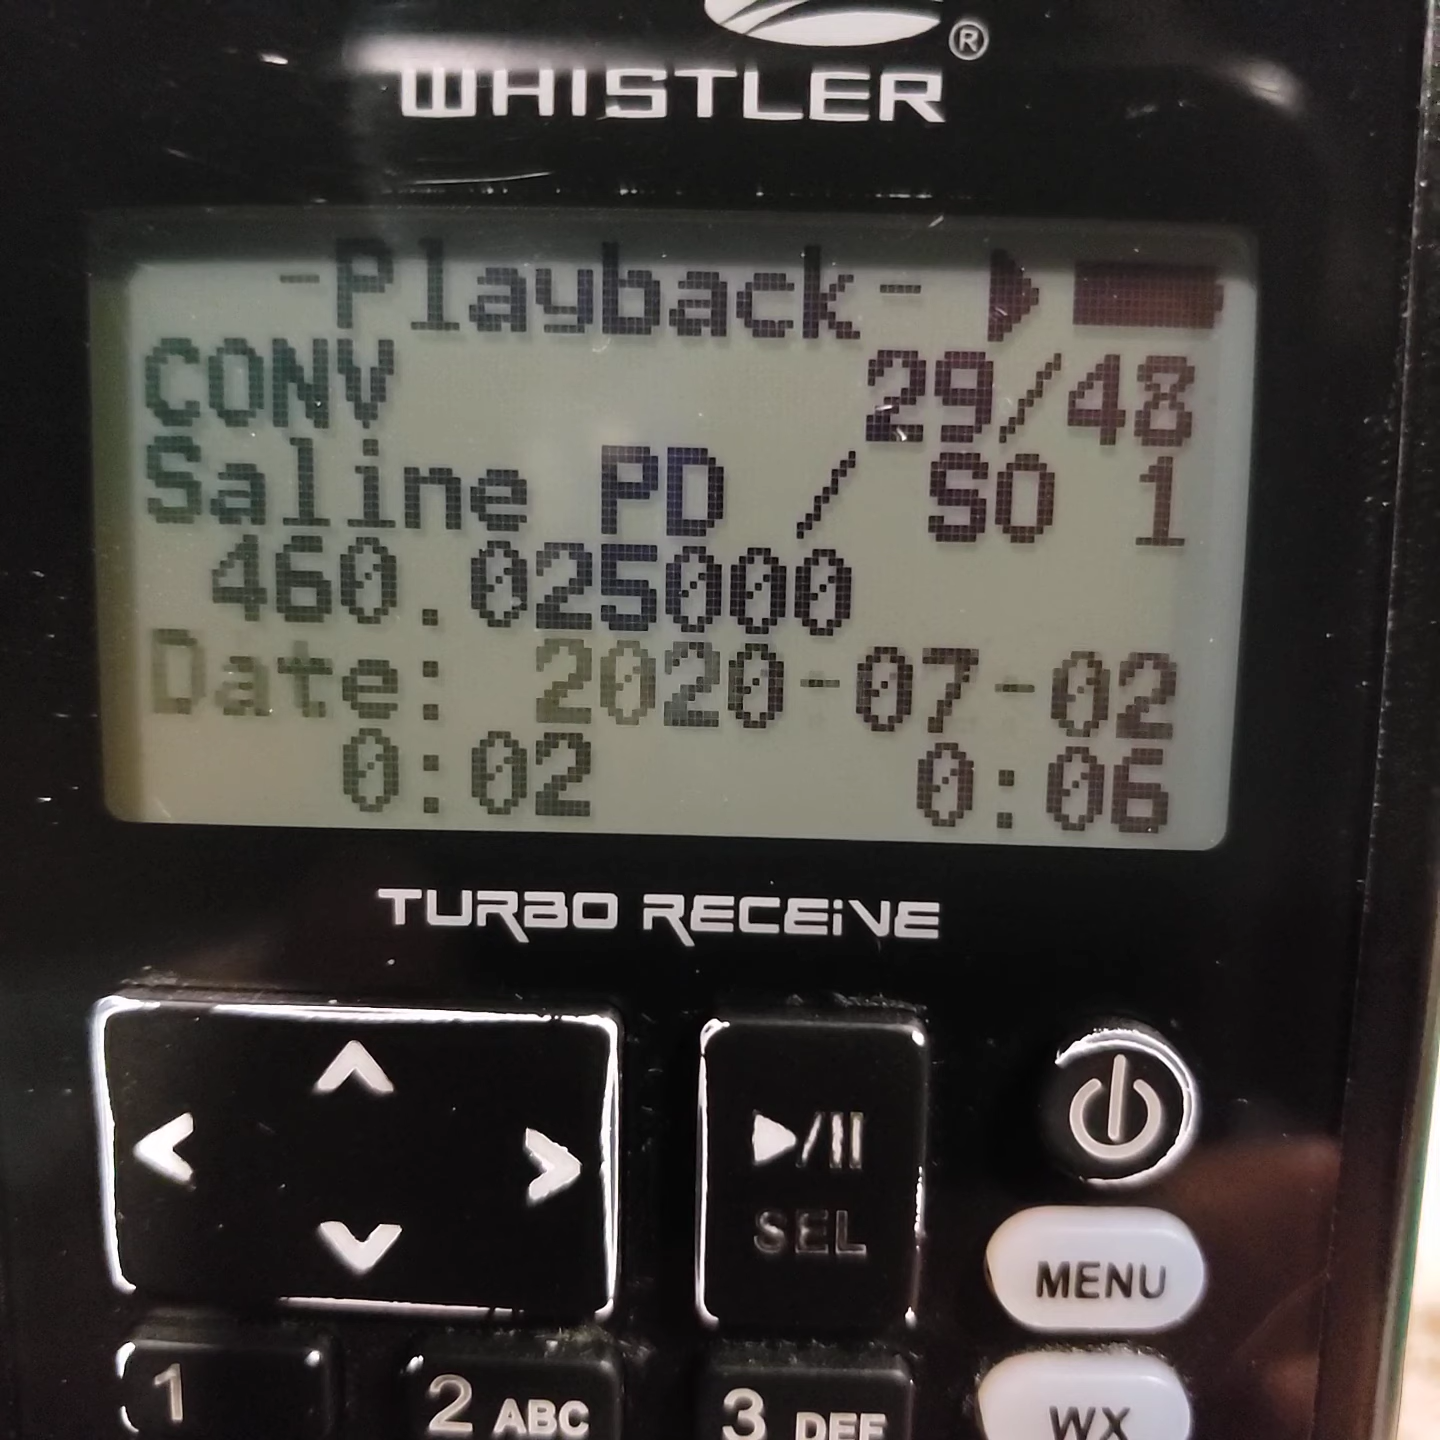 ®
WHISTLER
-Playback-
CONV 29/48
Saline PD / SO 1
460.025000
Date: 2020-07-02
0:02 0:06
TURBO RECEIVE
▶/II
SEL
MENU
1 2 ABC 3 DEF WX